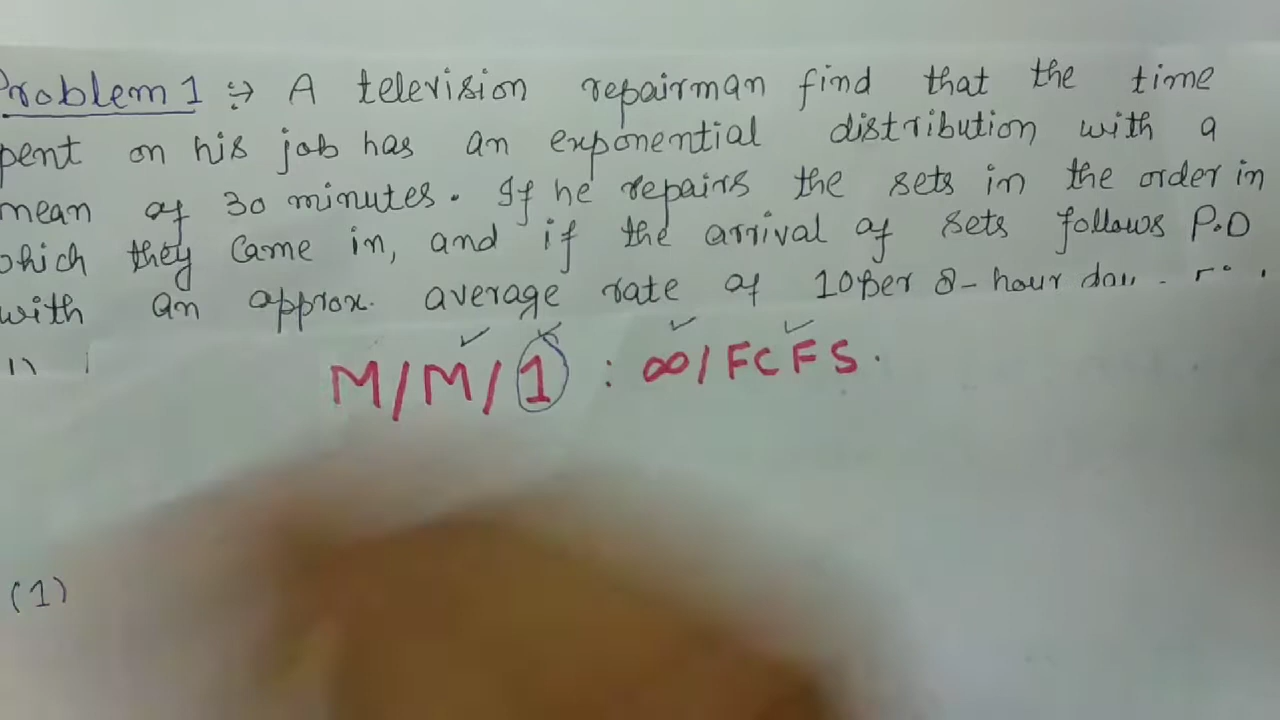 Problem 1 :→ A television repairman find that the time
pent on his job has an exponential distribution with a
mean of 30 minutes. If he repairs the sets in the order in
which they came in, and if the arrival of sets follows P.D
with an approx. average rate of 10 per 8-hour
1)
M/M/1 : ∞/FCFS.
(1)